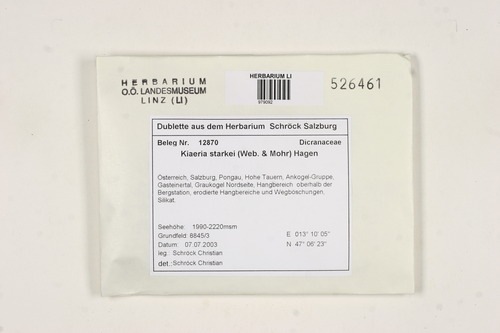 HERBARIUM
O.Ö. LANDESMUSEUM
LINZ (LI)
HERBARIUM LI
979092
526461
Dublette aus dem Herbarium Schröck Salzburg
Beleg Nr. 12870 Dicranaceae
Kiaeria starkei (Web. & Mohr) Hagen
Österreich, Salzburg, Pongau, Hohe Tauern, Ankogel-Gruppe,
Gasteinertal, Graukogel Nordseite, Hangbereich oberhalb der
Bergstation, erodierte Hangbereiche und Wegböschungen,
Silikat.
Seehöhe: 1990-2220msm
Grundfeld: 8845/3 E 013° 10' 05"
Datum: 07.07.2003 N 47° 06' 23"
leg.: Schröck Christian
det.: Schröck Christian